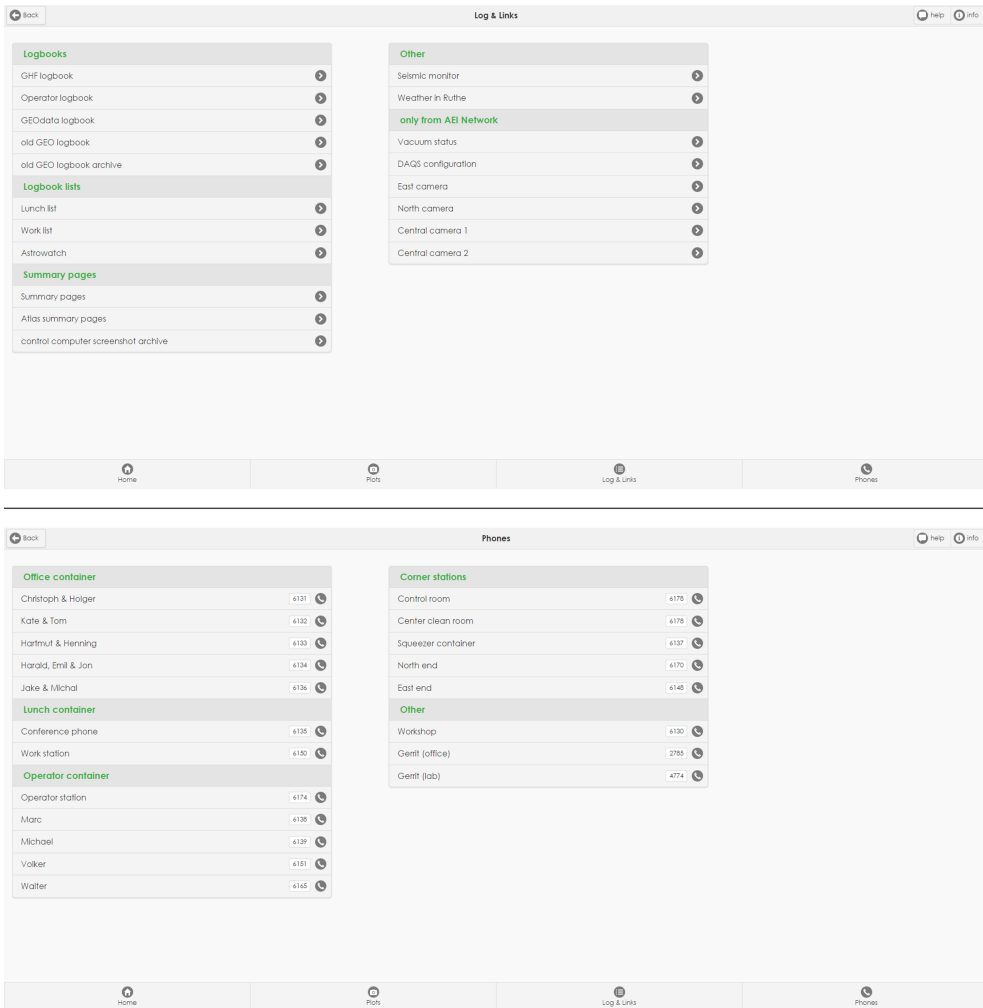 Back
Log & Links
help
info
Logbooks
GHF logbook
Operator logbook
GEOdata logbook
old GEO logbook
old GEO logbook archive
Logbook lists
Lunch list
Work list
Astrowatch
Summary pages
Summary pages
Atlas summary pages
control computer screenshot archive
Other
Seismic monitor
Weather in Ruthe
only from AEI Network
Vacuum status
DAQS configuration
East camera
North camera
Central camera 1
Central camera 2
Home
Plots
Log & Links
Phones
Back
Phones
help
info
Office container
Christoph & Holger 6131
Kate & Tom 6132
Hartmut & Henning 6133
Harald, Emil & Jon 6134
Jake & Michal 6136
Lunch container
Conference phone 6135
Work station 6150
Operator container
Operator station 6174
Marc 6138
Michael 6139
Volker 6151
Walter 6165
Corner stations
Control room 6178
Center clean room 6178
Squeezer container 6137
North end 6170
East end 6148
Other
Workshop 6130
Gerrit (office) 2785
Gerrit (lab) 4774
Home
Plots
Log & Links
Phones